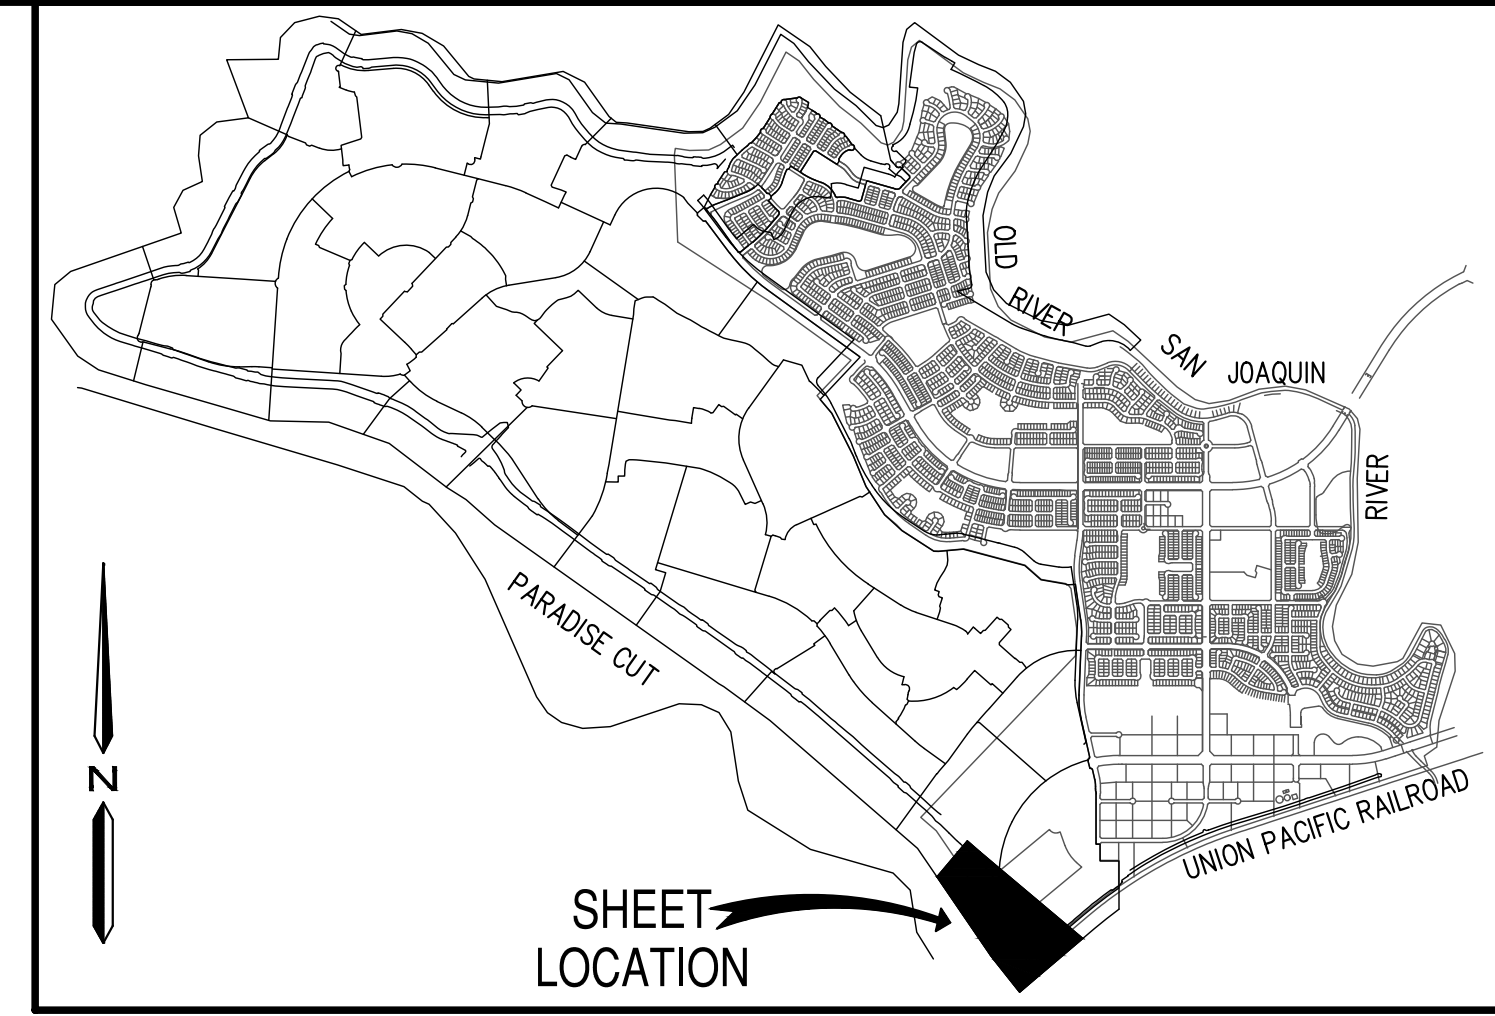 OLD
RIVER
SAN
JOAQUIN
RIVER
PARADISE CUT
N
UNION PACIFIC RAILROAD
SHEET
LOCATION